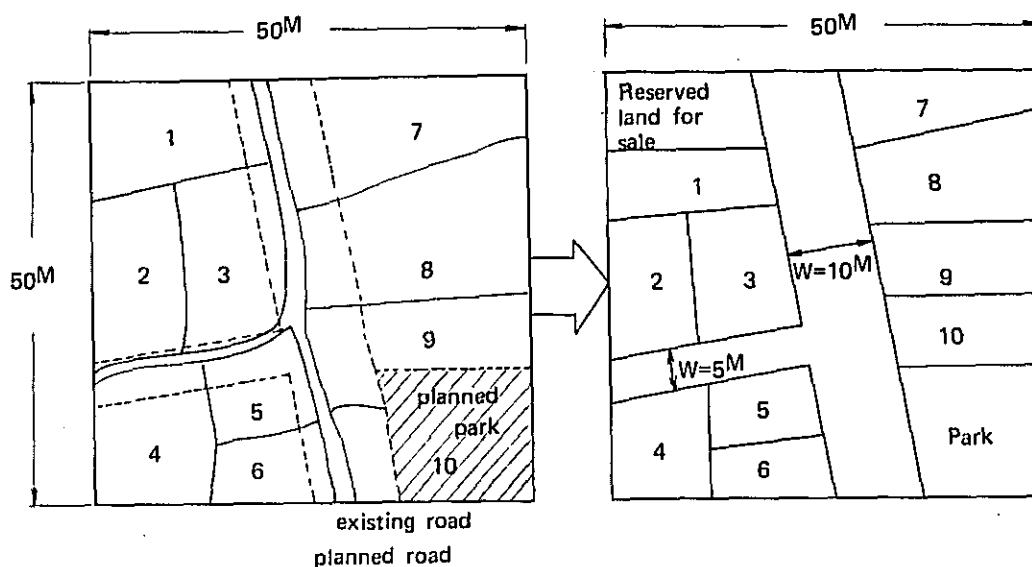 50M
50M
1
7
2
3
8
9
4
5
planned
park
10
6
existing road
planned road
50M
Reserved
land for
sale
7
1
8
2
3
W=10M
9
10
W=5M
5
4
6
Park